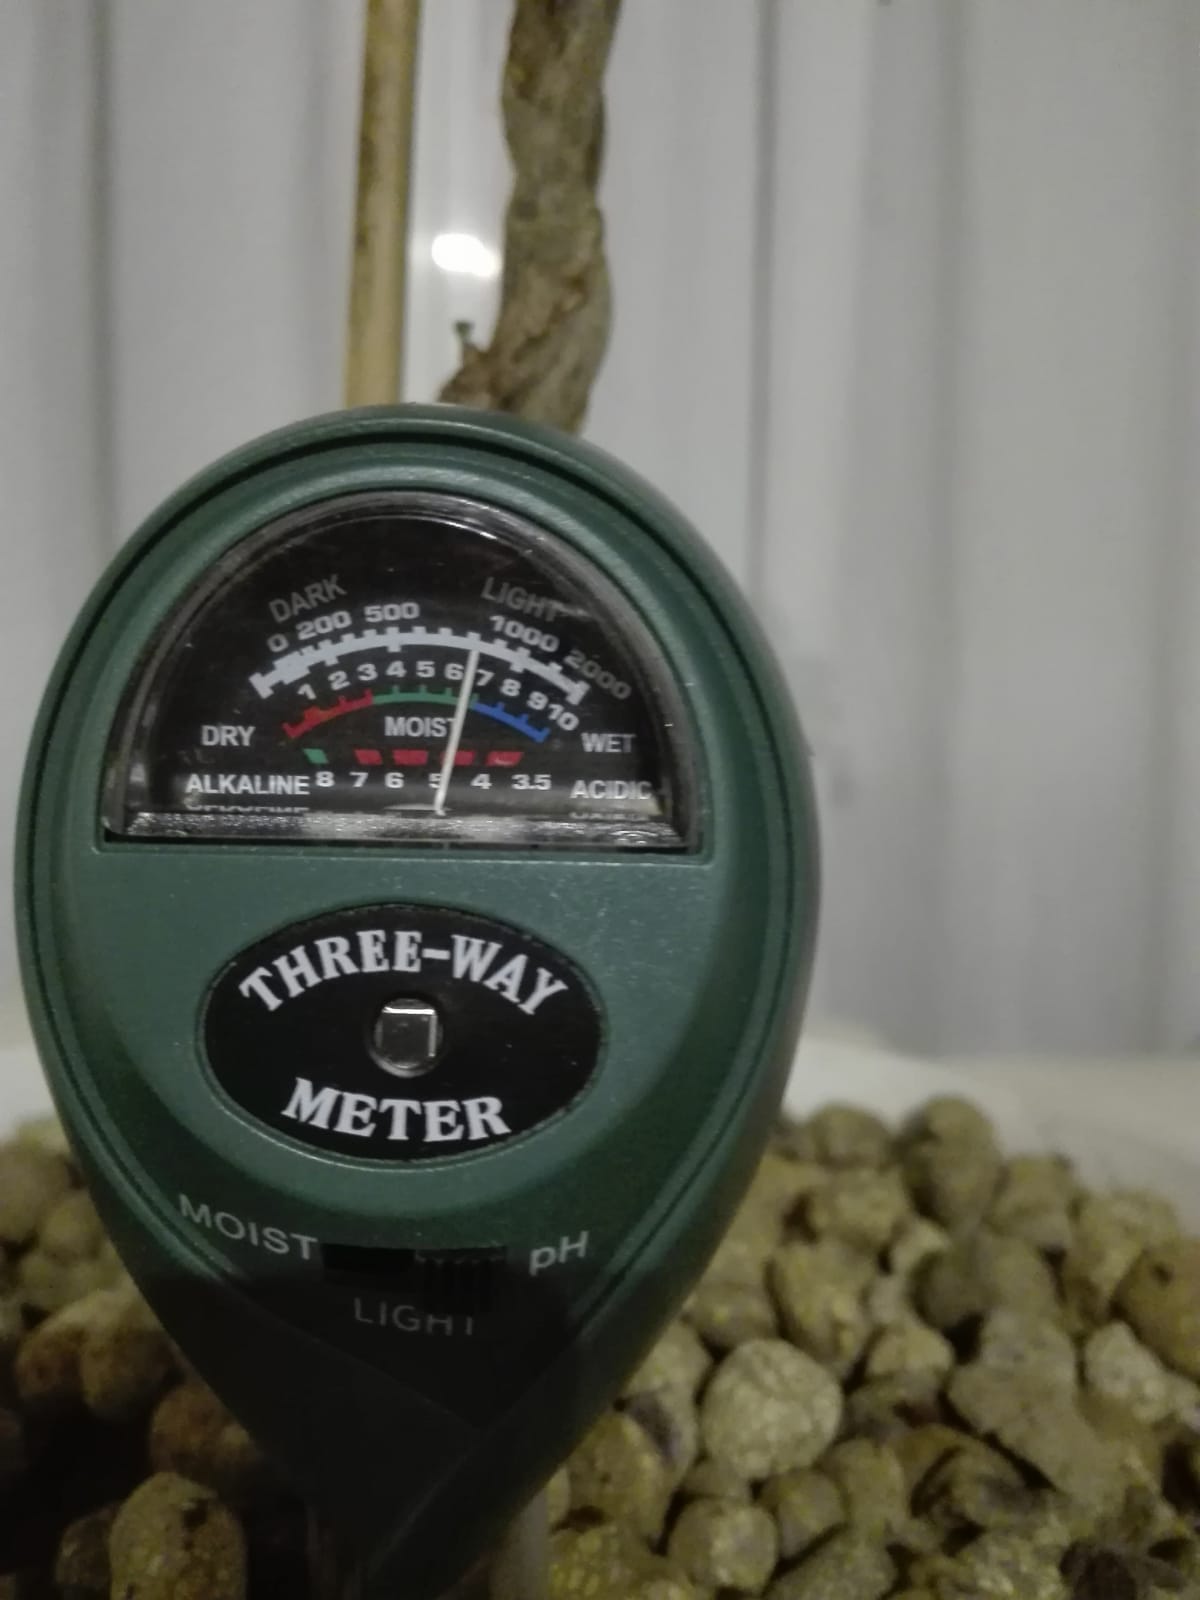 DARK LIGHT
0 200 500 1000 2000
1 2 3 4 5 6 7 8 9 10
DRY MOIST WET
ALKALINE 8 7 6 5 4 3.5 ACIDIC
THREE-WAY
METER
MOIST pH
LIGHT